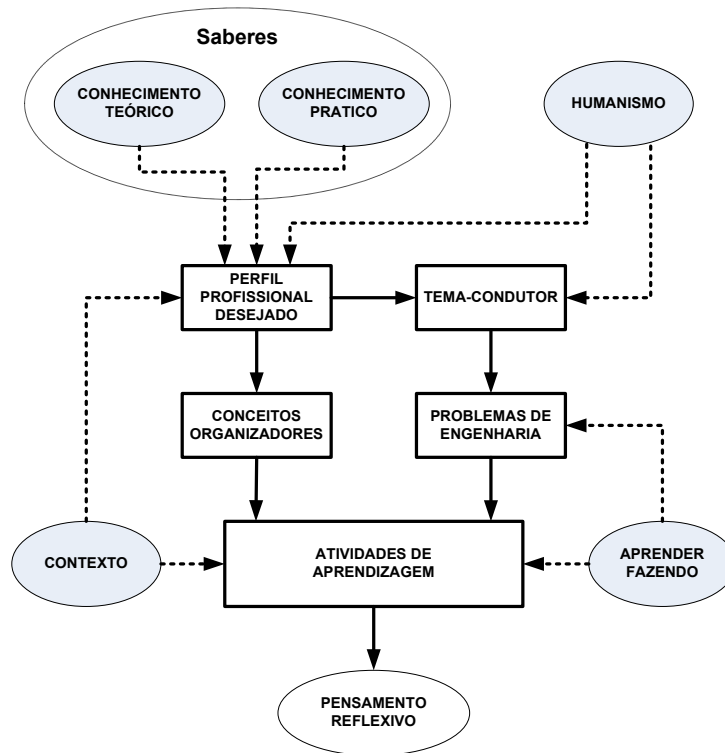 Saberes
CONHECIMENTO
TEÓRICO
CONHECIMENTO
PRATICO
HUMANISMO
PERFIL
PROFISSIONAL
DESEJADO
TEMA-CONDUTOR
CONCEITOS
ORGANIZADORES
PROBLEMAS DE
ENGENHARIA
CONTEXTO
ATIVIDADES DE
APRENDIZAGEM
APRENDER
FAZENDO
PENSAMENTO
REFLEXIVO